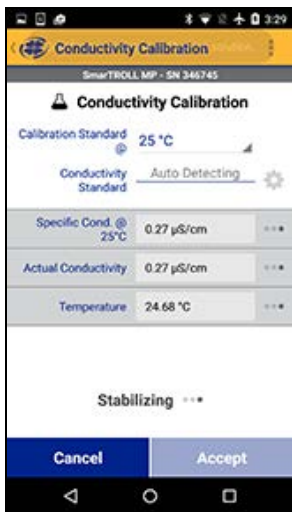 3:29
Conductivity Calibration
SmarTROLL MP - SN 346745
Conductivity Calibration
Calibration Standard
@
25 °C
Conductivity
Standard
Auto Detecting
Specific Cond. @
25°C
0.27 µS/cm
Actual Conductivity
0.27 µS/cm
Temperature
24.68 °C
Stabilizing
Cancel
Accept